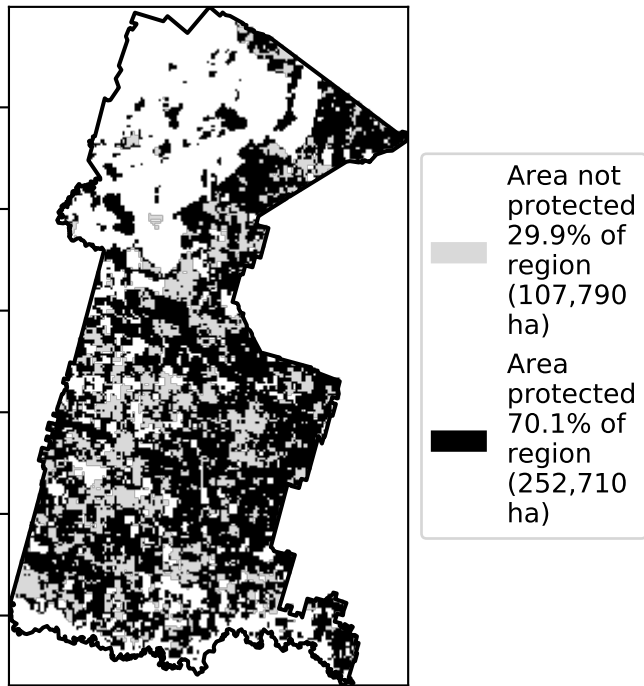 Area not
protected
29.9% of
region
(107,790
ha)
Area
protected
70.1% of
region
(252,710
ha)